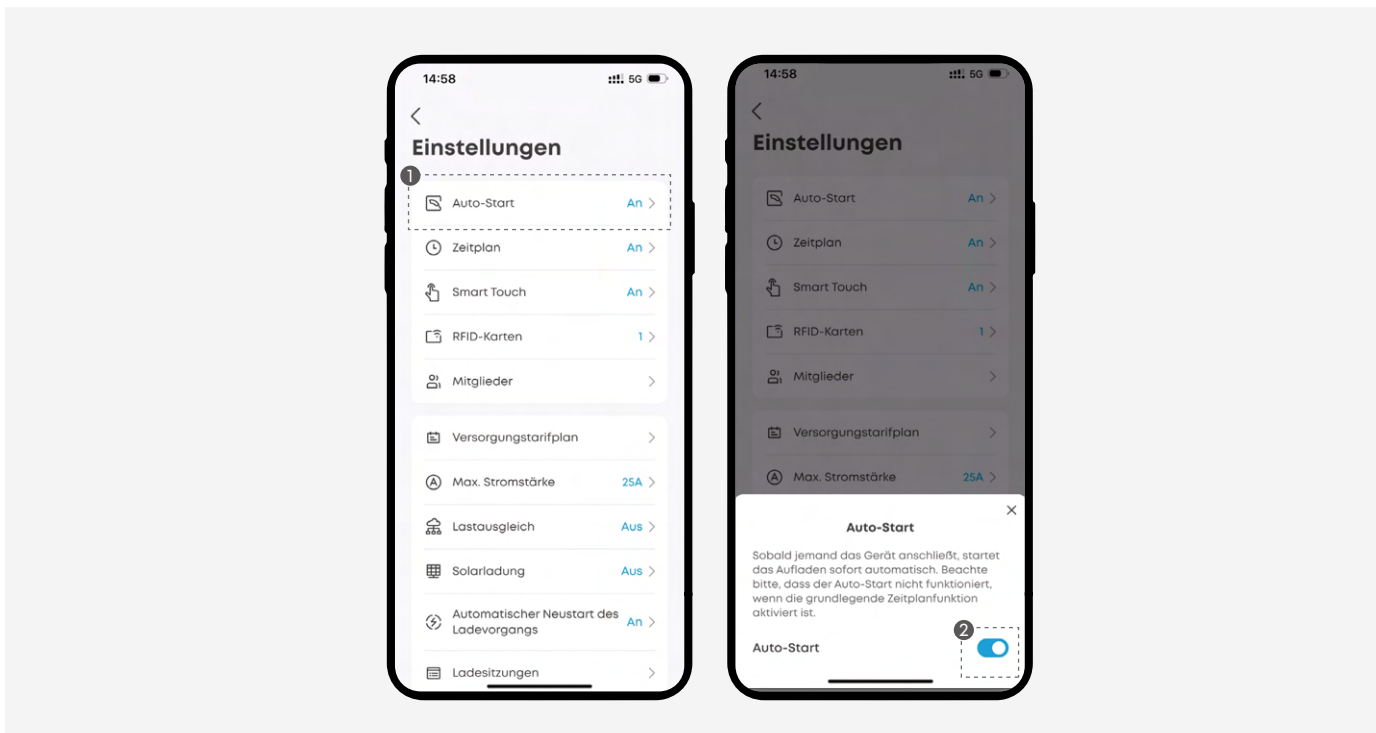 14:58 5G
Einstellungen
1
Auto-Start An
Zeitplan An
Smart Touch An
RFID-Karten 1
Mitglieder
Versorgungstarifplan
Max. Stromstärke 25A
Lastausgleich Aus
Solarladung Aus
Automatischer Neustart des
Ladevorgangs An
Ladesitzungen
14:58 5G
Einstellungen
Auto-Start An
Zeitplan An
Smart Touch An
RFID-Karten 1
Mitglieder
Versorgungstarifplan
Max. Stromstärke 25A
Auto-Start
Sobald jemand das Gerät anschließt, startet
das Aufladen sofort automatisch. Beachte
bitte, dass der Auto-Start nicht funktioniert,
wenn die grundlegende Zeitplanfunktion
aktiviert ist.
2
Auto-Start